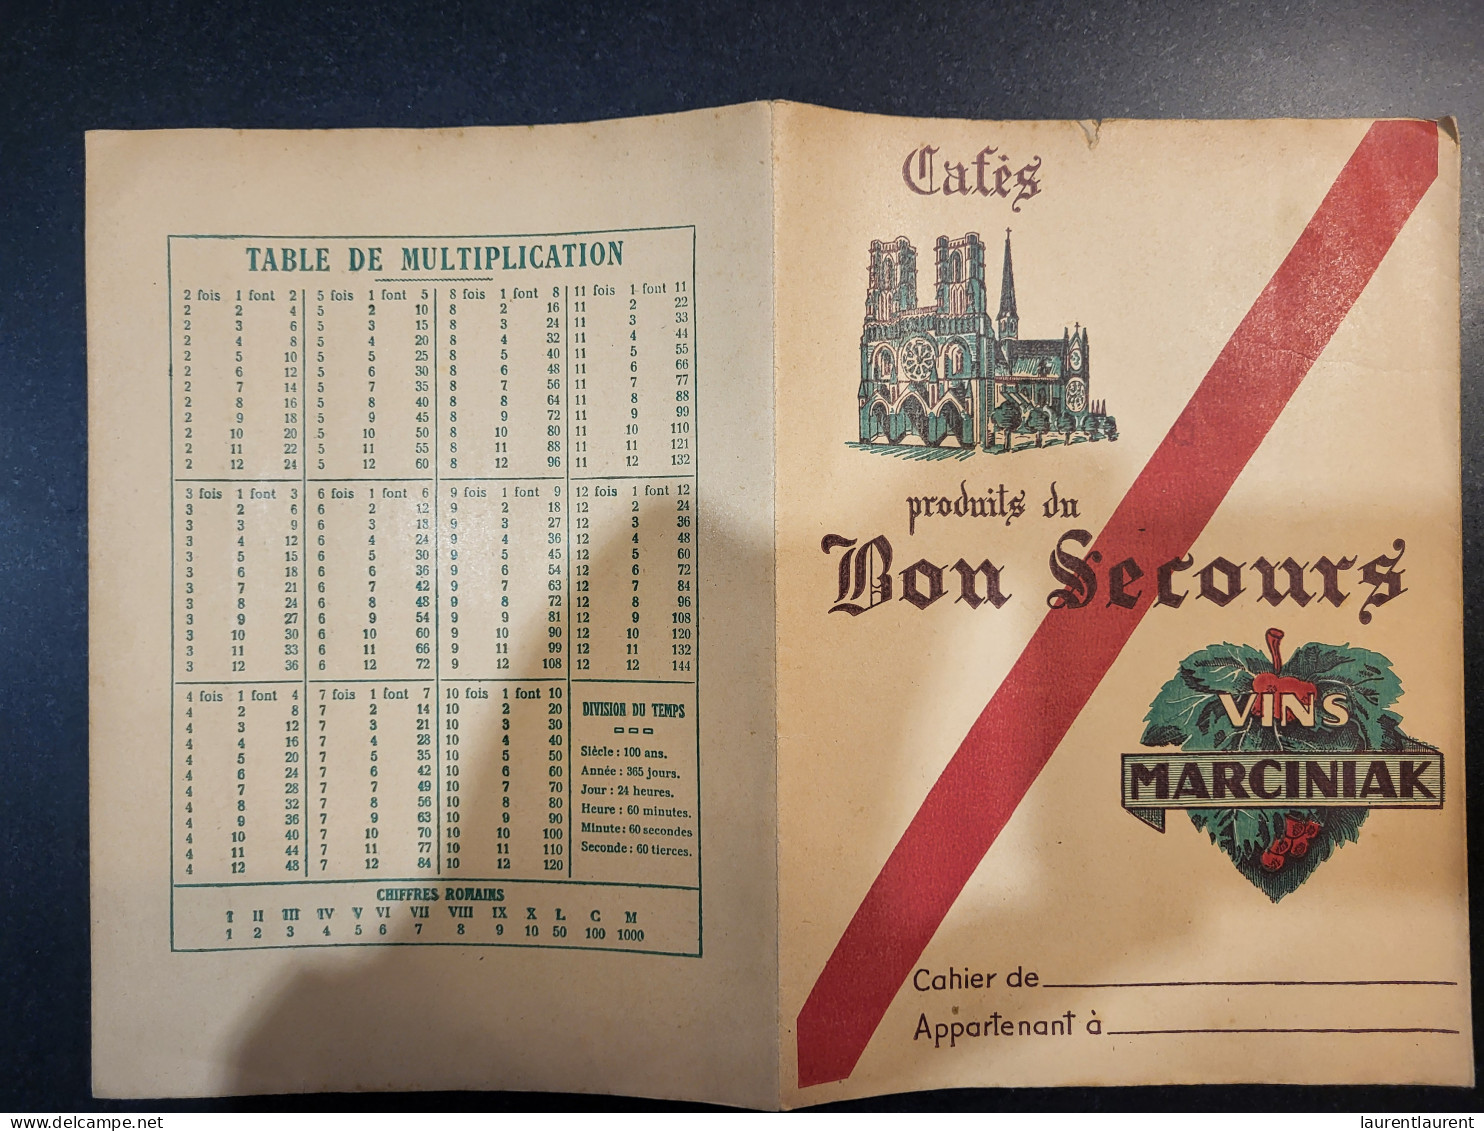 TABLE DE MULTIPLICATION
2 fois 1 font 2
2 2 4
2 3 6
2 4 8
2 5 10
2 6 12
2 7 14
2 8 16
2 9 18
2 10 20
2 11 22
2 12 24
5 fois 1 font 5
5 2 10
5 3 15
5 4 20
5 5 25
5 6 30
5 7 35
5 8 40
5 9 45
5 10 50
5 11 55
5 12 60
8 fois 1 font 8
8 2 16
8 3 24
8 4 32
8 5 40
8 6 48
8 7 56
8 8 64
8 9 72
8 10 80
8 11 88
8 12 96
11 fois 1 font 11
11 2 22
11 3 33
11 4 44
11 5 55
11 6 66
11 7 77
11 8 88
11 9 99
11 10 110
11 11 121
11 12 132
3 fois 1 font 3
3 2 6
3 3 9
3 4 12
3 5 15
3 6 18
3 7 21
3 8 24
3 9 27
3 10 30
3 11 33
3 12 36
6 fois 1 font 6
6 2 12
6 3 18
6 4 24
6 5 30
6 6 36
6 7 42
6 8 48
6 9 54
6 10 60
6 11 66
6 12 72
9 fois 1 font 9
9 2 18
9 3 27
9 4 36
9 5 45
9 6 54
9 7 63
9 8 72
9 9 81
9 10 90
9 11 99
9 12 108
12 fois 1 font 12
12 2 24
12 3 36
12 4 48
12 5 60
12 6 72
12 7 84
12 8 96
12 9 108
12 10 120
12 11 132
12 12 144
4 fois 1 font 4
4 2 8
4 3 12
4 4 16
4 5 20
4 6 24
4 7 28
4 8 32
4 9 36
4 10 40
4 11 44
4 12 48
7 fois 1 font 7
7 2 14
7 3 21
7 4 28
7 5 35
7 6 42
7 7 49
7 8 56
7 9 63
7 10 70
7 11 77
7 12 84
10 fois 1 font 10
10 2 20
10 3 30
10 4 40
10 5 50
10 6 60
10 7 70
10 8 80
10 9 90
10 10 100
10 11 110
10 12 120
DIVISION DU TEMPS
Siècle : 100 ans.
Année : 365 jours.
Jour : 24 heures.
Heure : 60 minutes.
Minute : 60 secondes
Seconde : 60 tierces.
CHIFFRES ROMAINS
I II III IV V VI VII VIII IX X L C M
1 2 3 4 5 6 7 8 9 10 50 100 1000
Cafés
produits du
Bon Secours
VINS
MARCINIAK
Cahier de
Appartenant à
delcampe.net
laurentlaurent